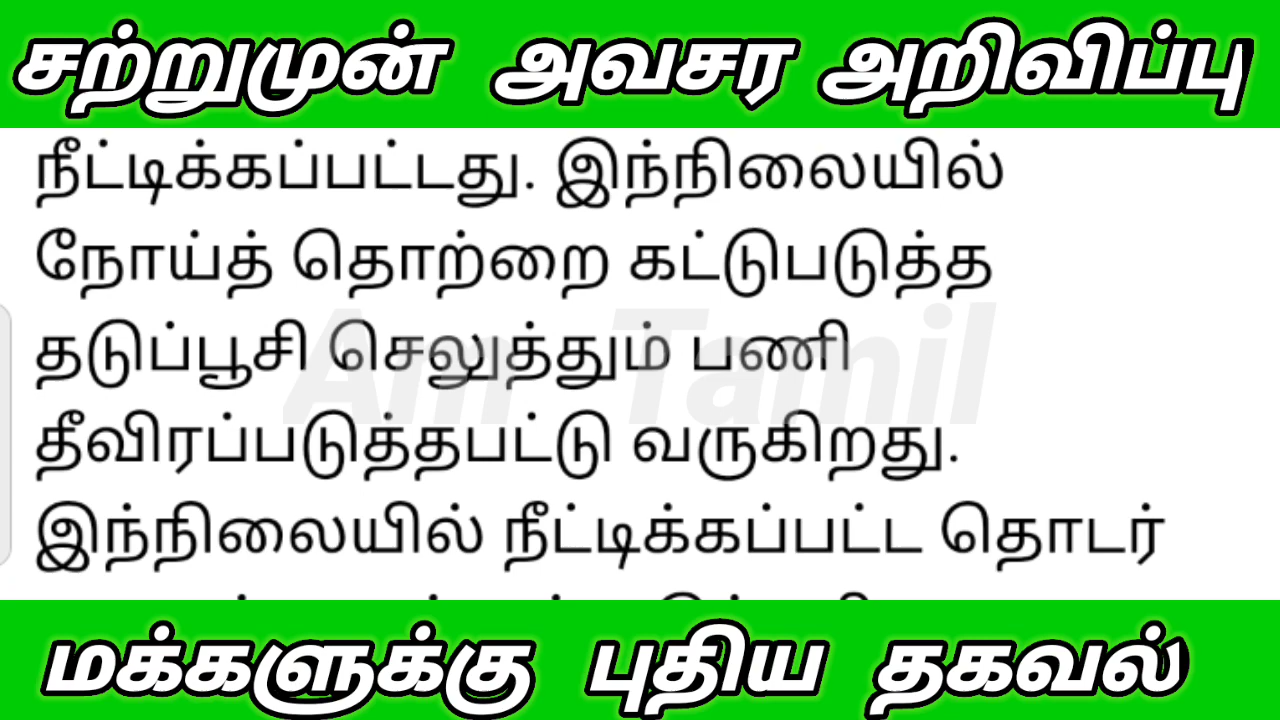 சற்றுமுன் அவசர அறிவிப்பு
நீட்டிக்கப்பட்டது. இந்நிலையில்
நோய்த் தொற்றை கட்டுபடுத்த
தடுப்பூசி செலுத்தும் பணி
தீவிரப்படுத்தபட்டு வருகிறது.
இந்நிலையில் நீட்டிக்கப்பட்ட தொடர்
மக்களுக்கு புதிய தகவல்